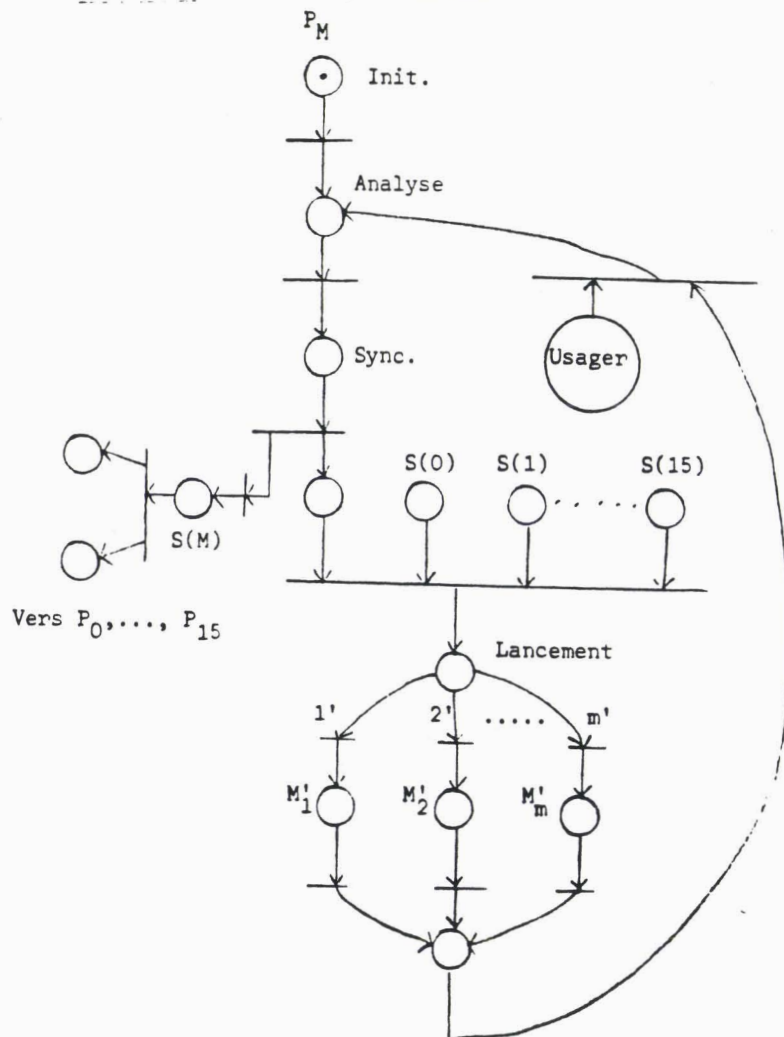 P_M
Init.
Analyse
Usager
Sync.
S(0) S(1) ..... S(15)
S(M)
Vers P_0,..., P_15
Lancement
1' 2' ..... m'
M'_1 M'_2 M'_m